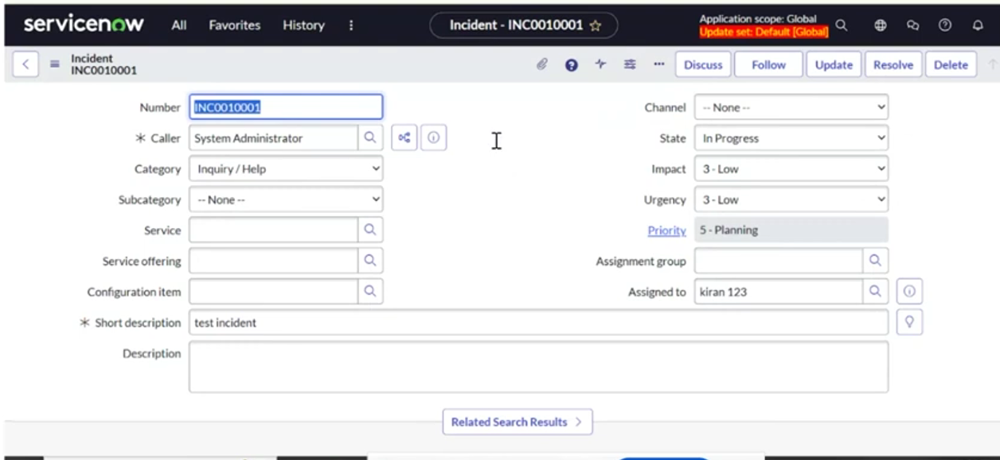 servicenow All Favorites History Incident - INC0010001 Application scope: Global
Update set: Default [Global]
Incident
INC0010001
Discuss Follow Update Resolve Delete
Number INC0010001 Channel -- None --
* Caller System Administrator State In Progress
Category Inquiry / Help Impact 3 - Low
Subcategory -- None -- Urgency 3 - Low
Service Priority 5 - Planning
Service offering Assignment group
Configuration item Assigned to kiran 123
* Short description test incident
Description
Related Search Results